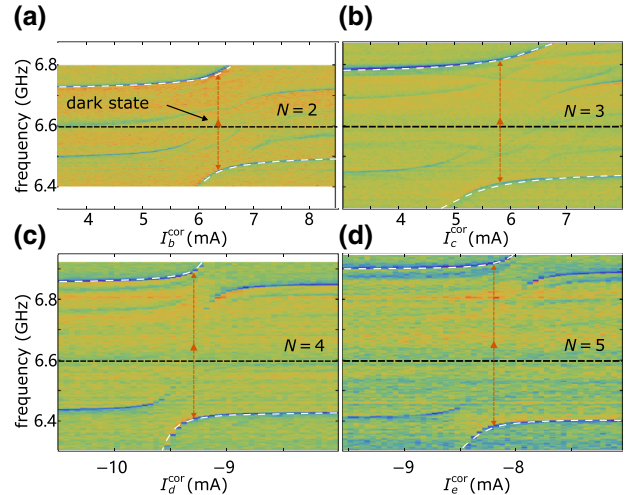 (a)
(b)
frequency (GHz)
6.8
6.6
6.4
dark state
N = 2
N = 3
4 5 6 7 8
4 5 6 7
I_b^cor (mA)
I_c^cor (mA)
(c)
(d)
frequency (GHz)
6.8
6.6
6.4
N = 4
N = 5
−10 −9
−9 −8
I_d^cor (mA)
I_e^cor (mA)